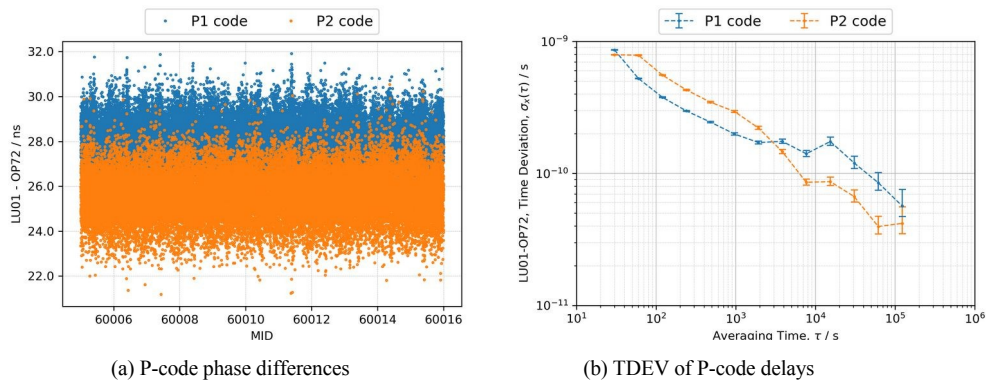 P1 code P2 code
32.0
30.0
28.0
26.0
24.0
22.0
LU01 - OP72 / ns
60006 60008 60010 60012 60014 60016
MJD
(a) P-code phase differences
P1 code P2 code
10⁻⁹
10⁻¹⁰
10⁻¹¹
LU01-OP72, Time Deviation, σₓ(τ) / s
10¹ 10² 10³ 10⁴ 10⁵ 10⁶
Averaging Time, τ / s
(b) TDEV of P-code delays